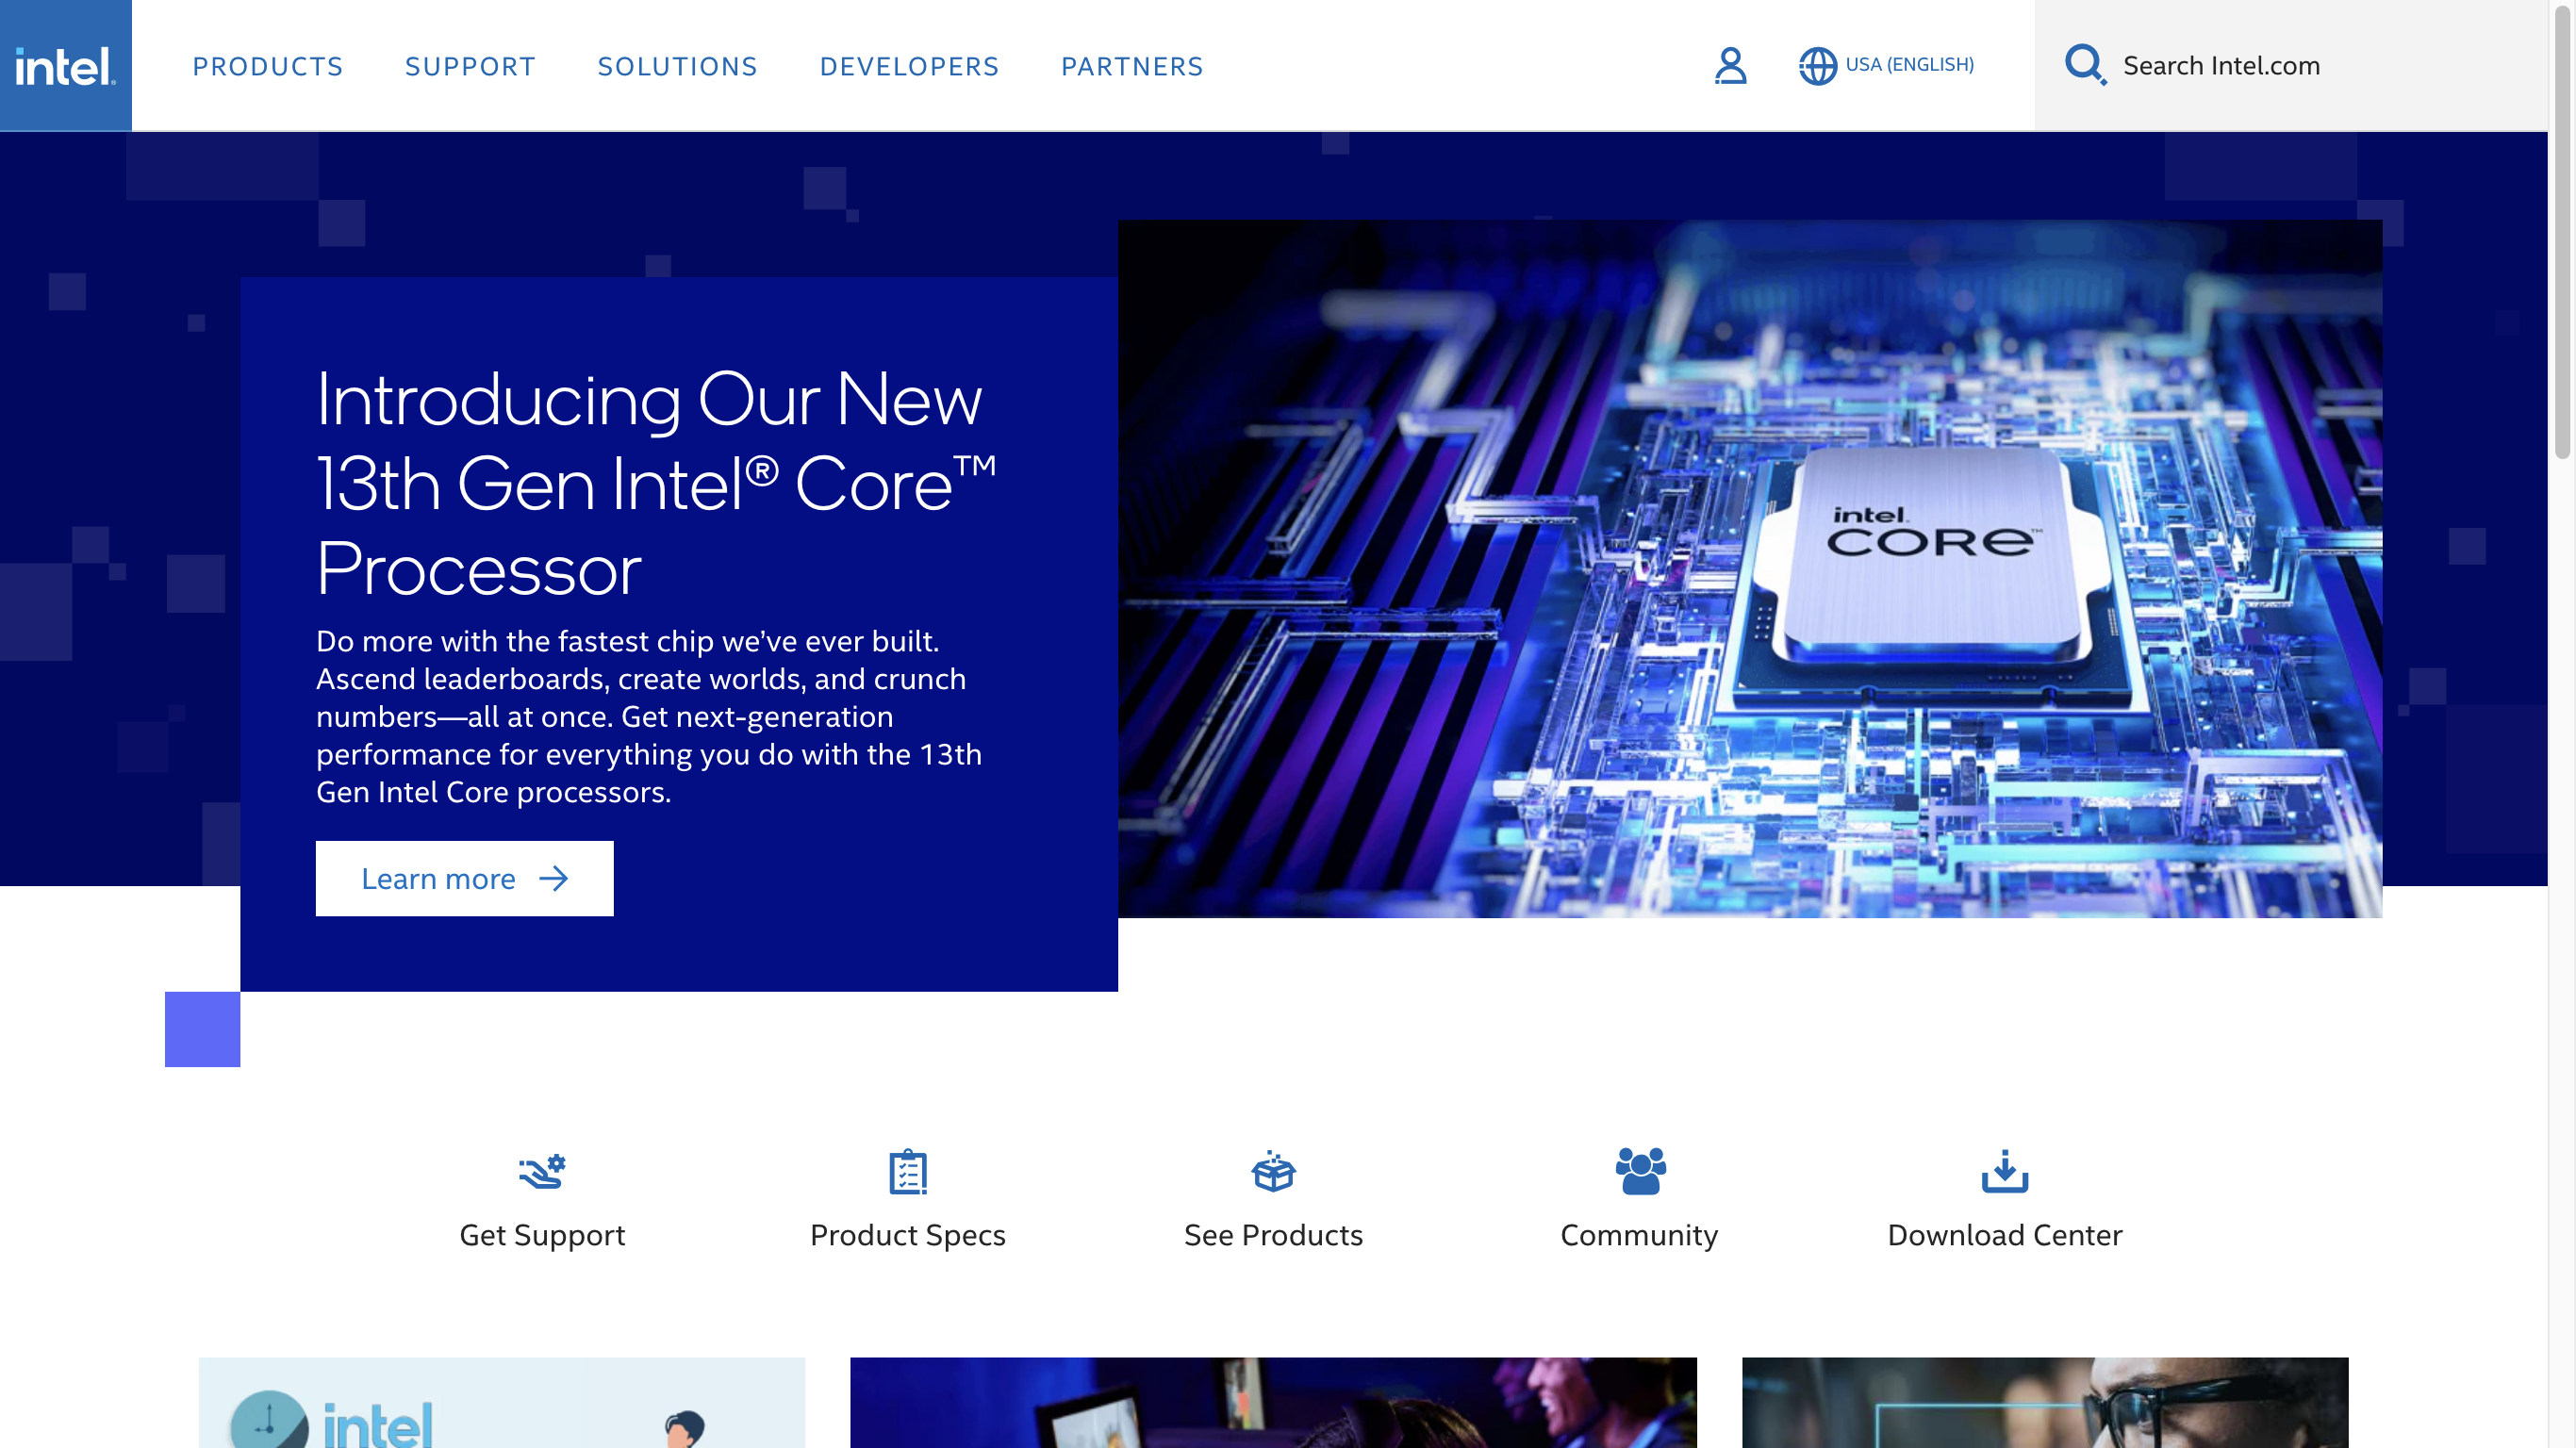 intel.
PRODUCTS
SUPPORT
SOLUTIONS
DEVELOPERS
PARTNERS
USA (ENGLISH)
Search Intel.com
Introducing Our New
13th Gen Intel® Core™
Processor
Do more with the fastest chip we’ve ever built.
Ascend leaderboards, create worlds, and crunch
numbers—all at once. Get next-generation
performance for everything you do with the 13th
Gen Intel Core processors.
Learn more
intel.
CORE™
Get Support
Product Specs
See Products
Community
Download Center
intel